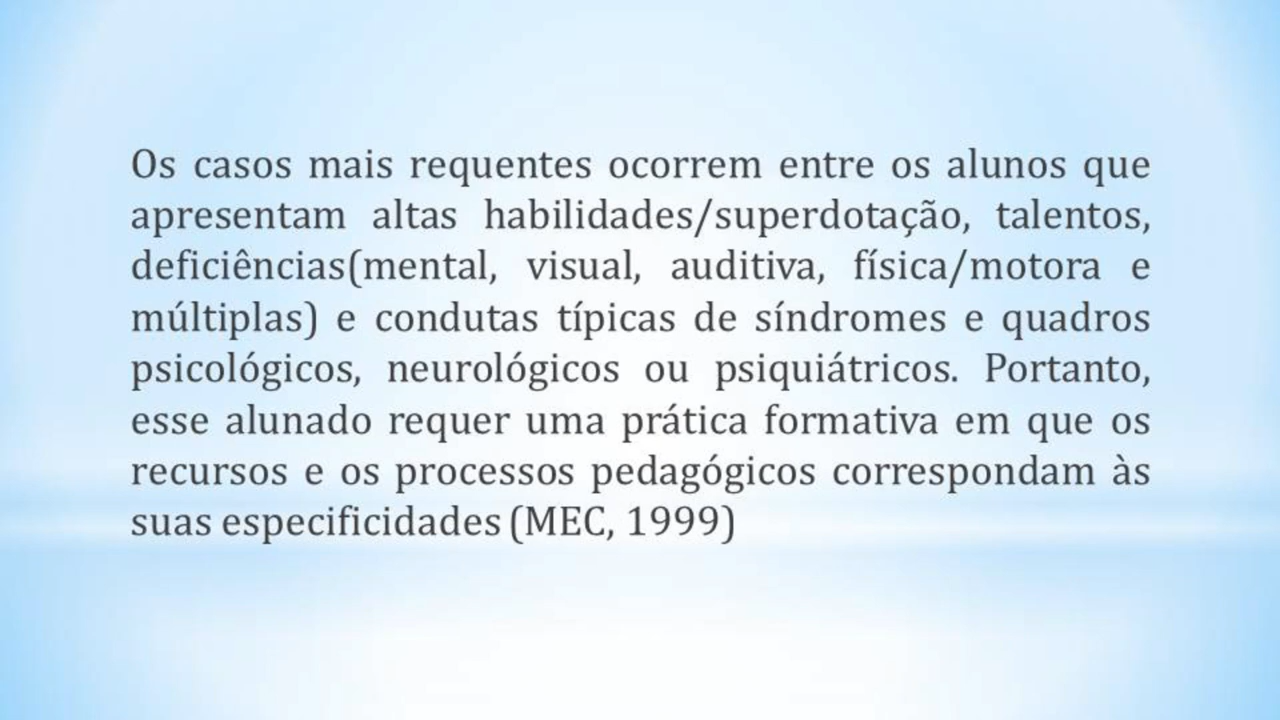 Os casos mais requentes ocorrem entre os alunos que
apresentam altas habilidades/superdotação, talentos,
deficiências(mental, visual, auditiva, física/motora e
múltiplas) e condutas típicas de síndromes e quadros
psicológicos, neurológicos ou psiquiátricos. Portanto,
esse alunado requer uma prática formativa em que os
recursos e os processos pedagógicos correspondam às
suas especificidades (MEC, 1999)